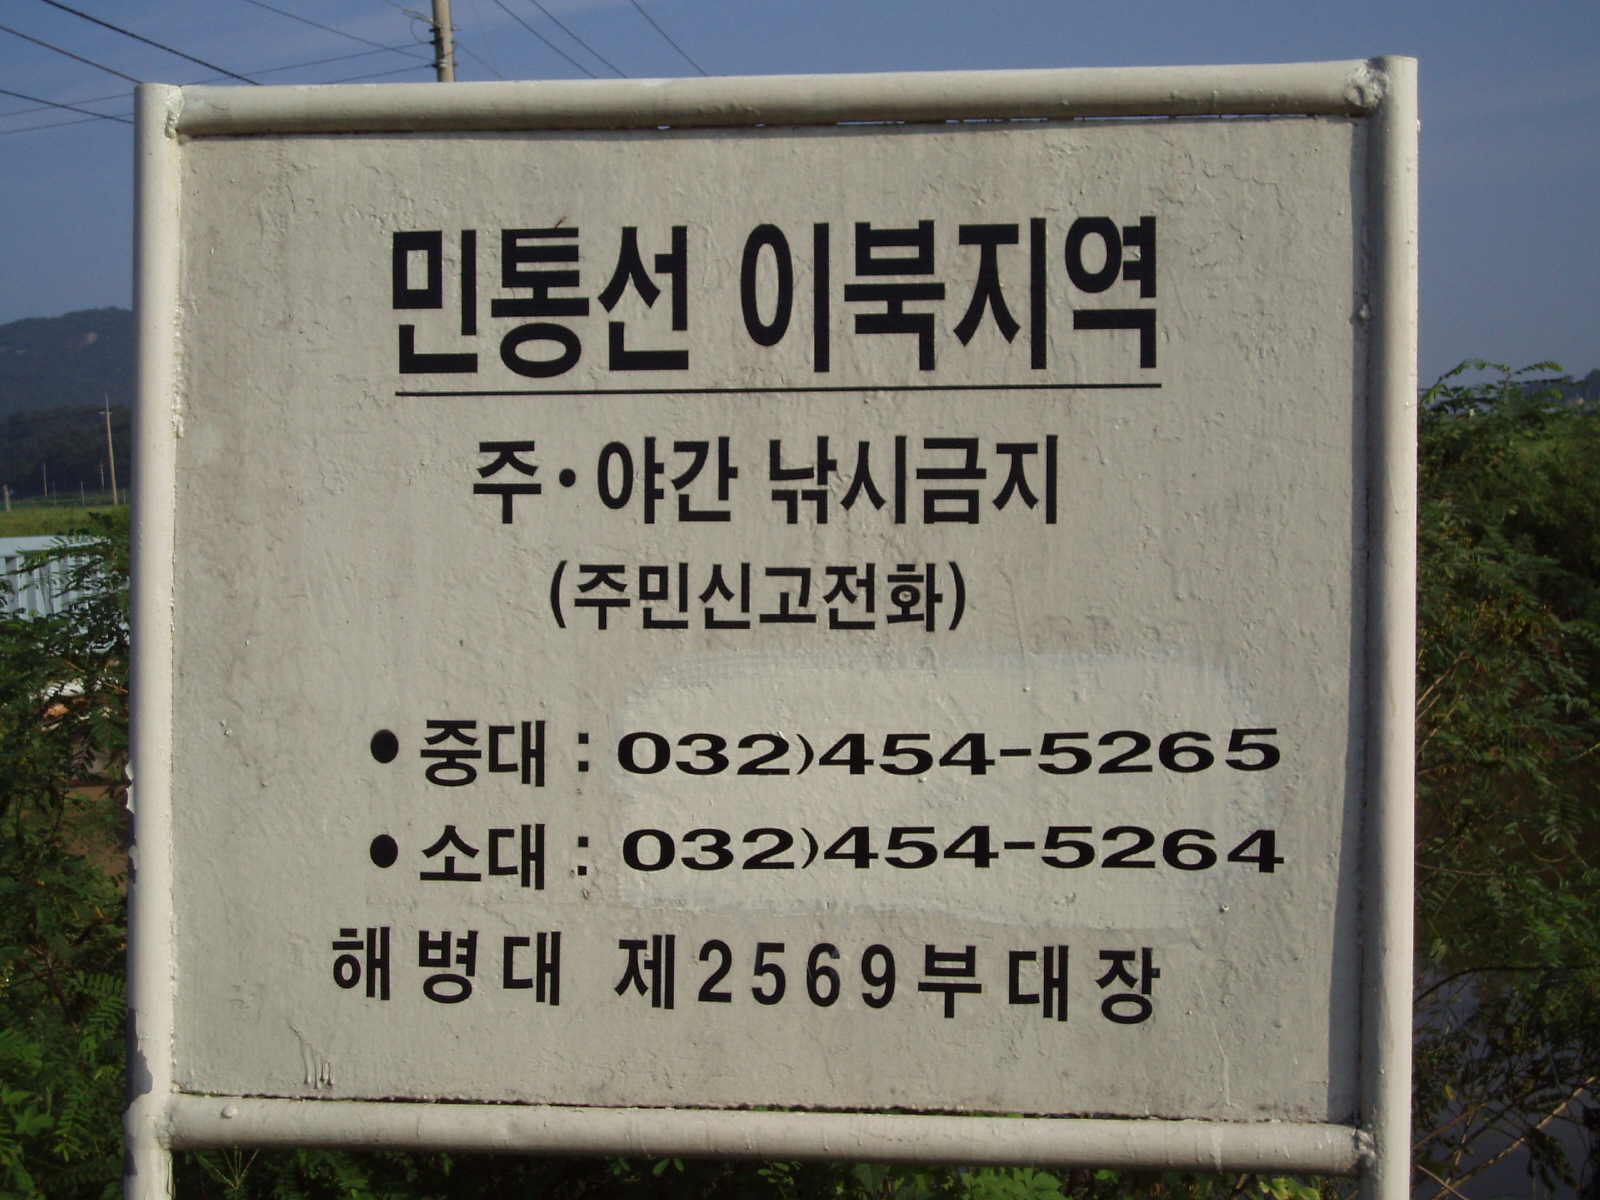 민통선 이북지역
주·야간 낚시금지
(주민신고전화)
• 중대 : 032)454-5265
• 소대 : 032)454-5264
해병대 제2569부대장